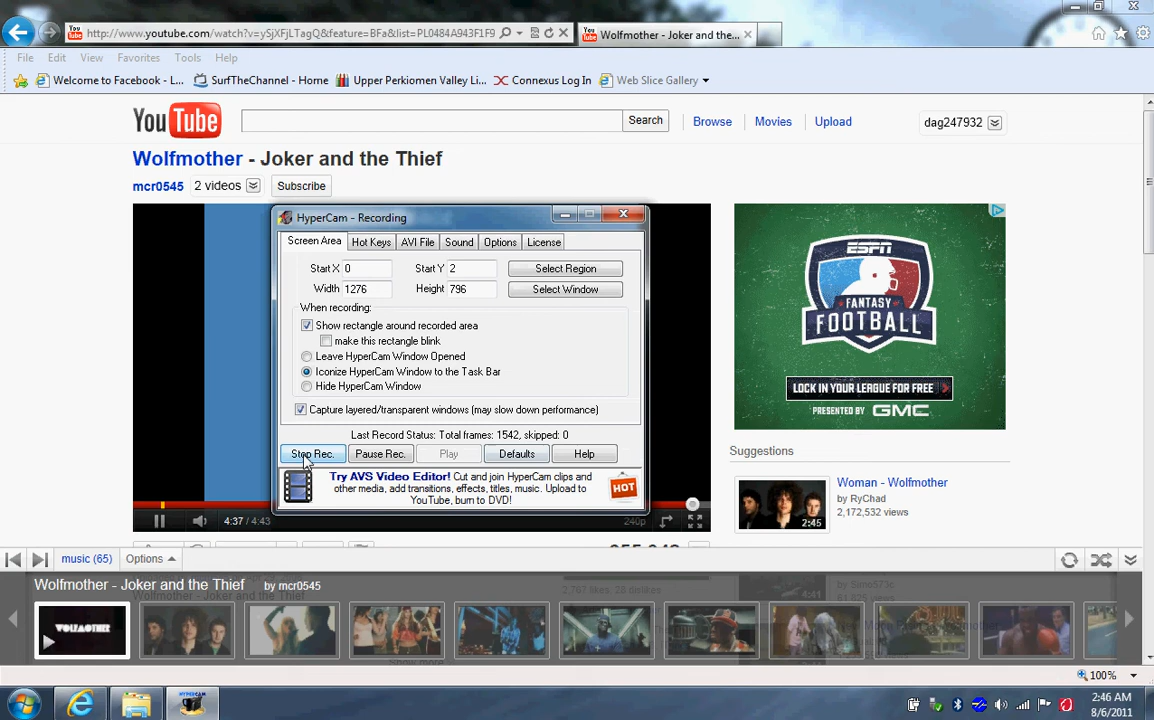 http://www.youtube.com/watch?v=ySjXFjLTagQ&feature=BFa&list=PL0484A943F1F9
Wolfmother - Joker and the...
File Edit View Favorites Tools Help
Welcome to Facebook - L... SurfTheChannel - Home Upper Perkiomen Valley Li... Connexus Log In Web Slice Gallery
You Tube Search Browse Movies Upload dag247932
Wolfmother - Joker and the Thief
mcr0545 2 videos Subscribe
HyperCam - Recording
Screen Area Hot Keys AVI File Sound Options License
Start X 0 Start Y 2 Select Region
Width 1276 Height 796 Select Window
When recording:
Show rectangle around recorded area
make this rectangle blink
Leave HyperCam Window Opened
Iconize HyperCam Window to the Task Bar
Hide HyperCam Window
Capture layered/transparent windows (may slow down performance)
Last Record Status: Total frames: 1542, skipped: 0
Stop Rec. Pause Rec. Play Defaults Help
Try AVS Video Editor! Cut and join HyperCam clips and
other media, add transitions, effects, titles, music. Upload to
YouTube, burn to DVD!
HOT
4:37 / 4:43 240p
ESPN
FANTASY
FOOTBALL
LOCK IN YOUR LEAGUE FOR FREE
PRESENTED BY GMC
Suggestions
Woman - Wolfmother
by RyChad
2,172,532 views
2:45
music (65) Options
Wolfmother - Joker and the Thief by mcr0545
WOLFMOTHER
100%
HYPERCAM
2:46 AM
8/6/2011